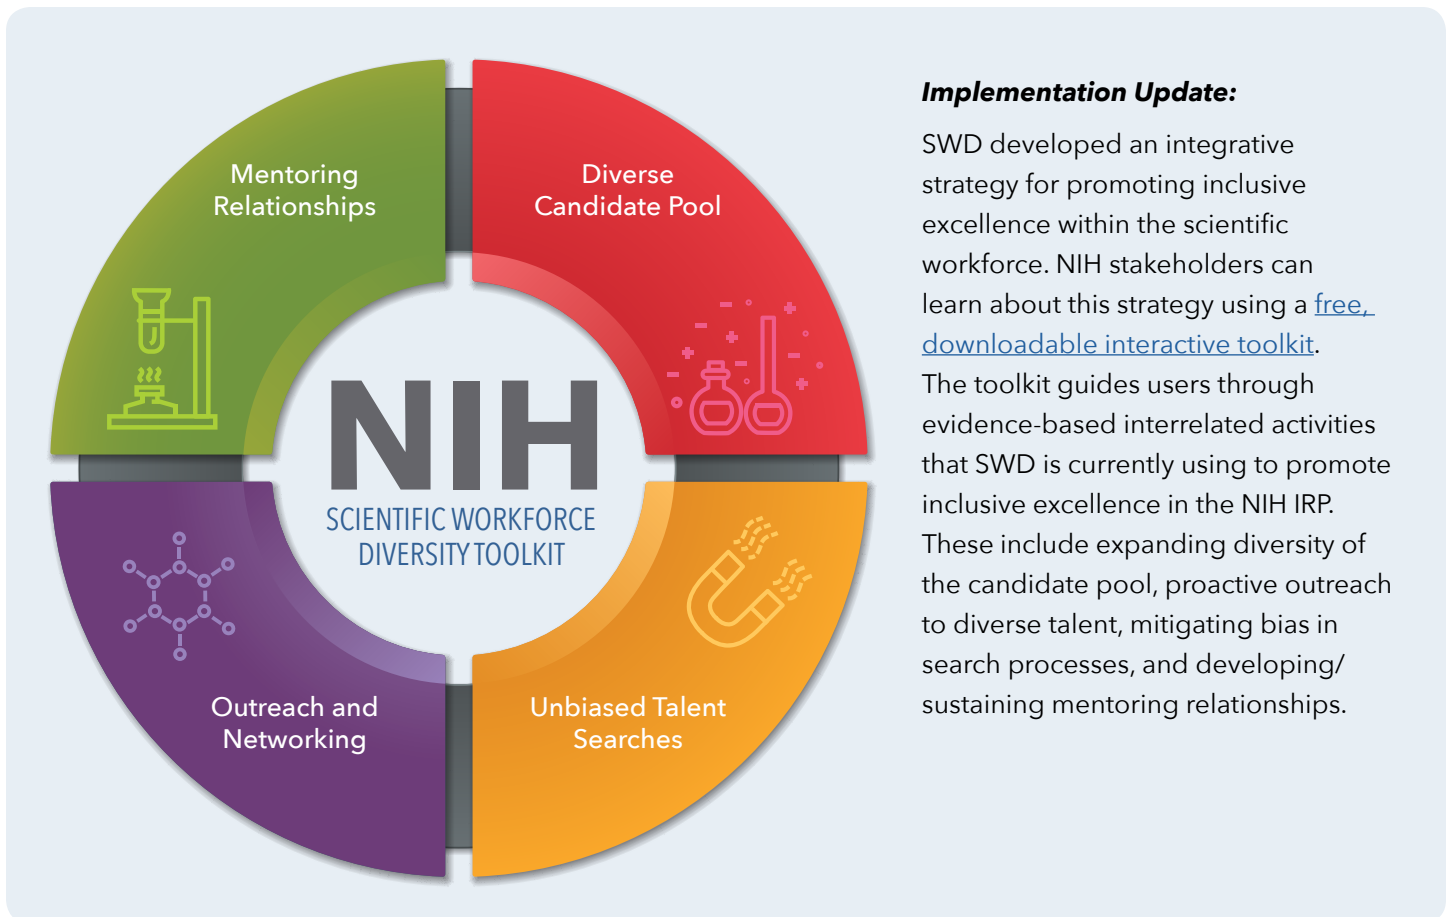 Mentoring
Relationships
Diverse
Candidate Pool
NIH
SCIENTIFIC WORKFORCE
DIVERSITY TOOLKIT
Outreach and
Networking
Unbiased Talent
Searches
Implementation Update:
SWD developed an integrative
strategy for promoting inclusive
excellence within the scientific
workforce. NIH stakeholders can
learn about this strategy using a free,
downloadable interactive toolkit.
The toolkit guides users through
evidence-based interrelated activities
that SWD is currently using to promote
inclusive excellence in the NIH IRP.
These include expanding diversity of
the candidate pool, proactive outreach
to diverse talent, mitigating bias in
search processes, and developing/
sustaining mentoring relationships.